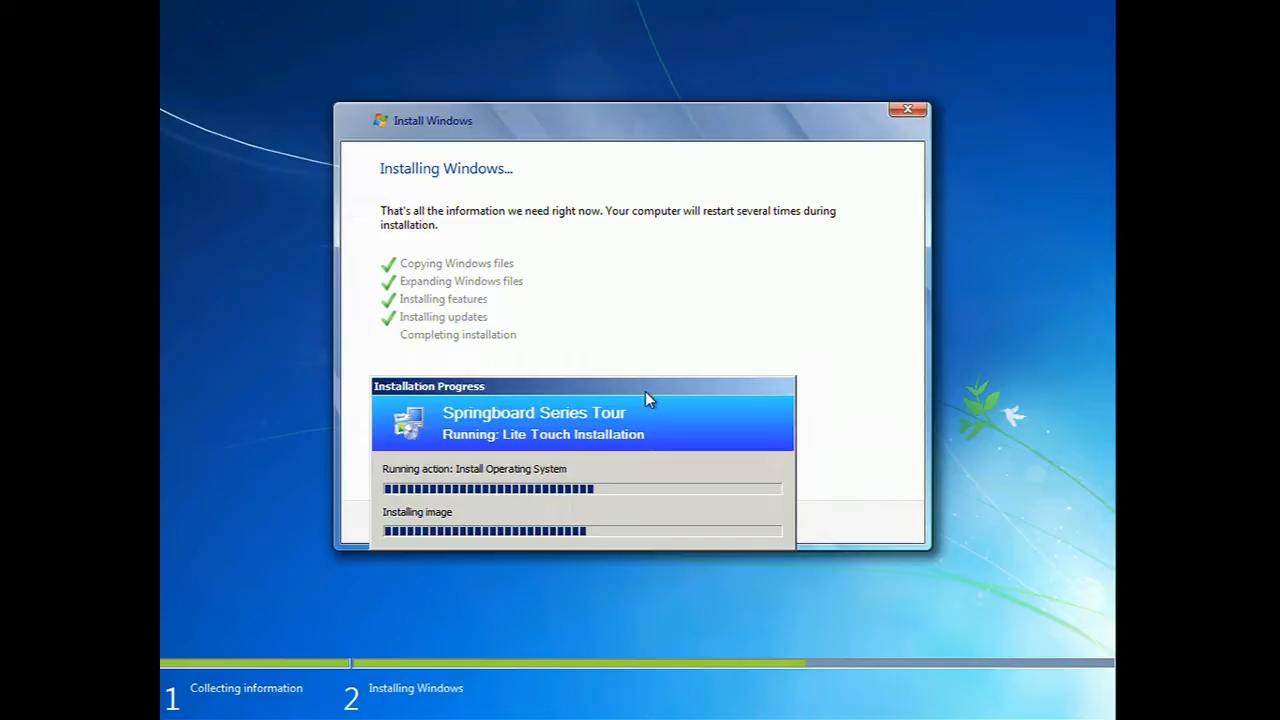 Install Windows
Installing Windows...
That's all the information we need right now. Your computer will restart several times during
installation.
Copying Windows files
Expanding Windows files
Installing features
Installing updates
Completing installation
Installation Progress
Springboard Series Tour
Running: Lite Touch Installation
Running action: Install Operating System
Installing image
1 Collecting information 2 Installing Windows